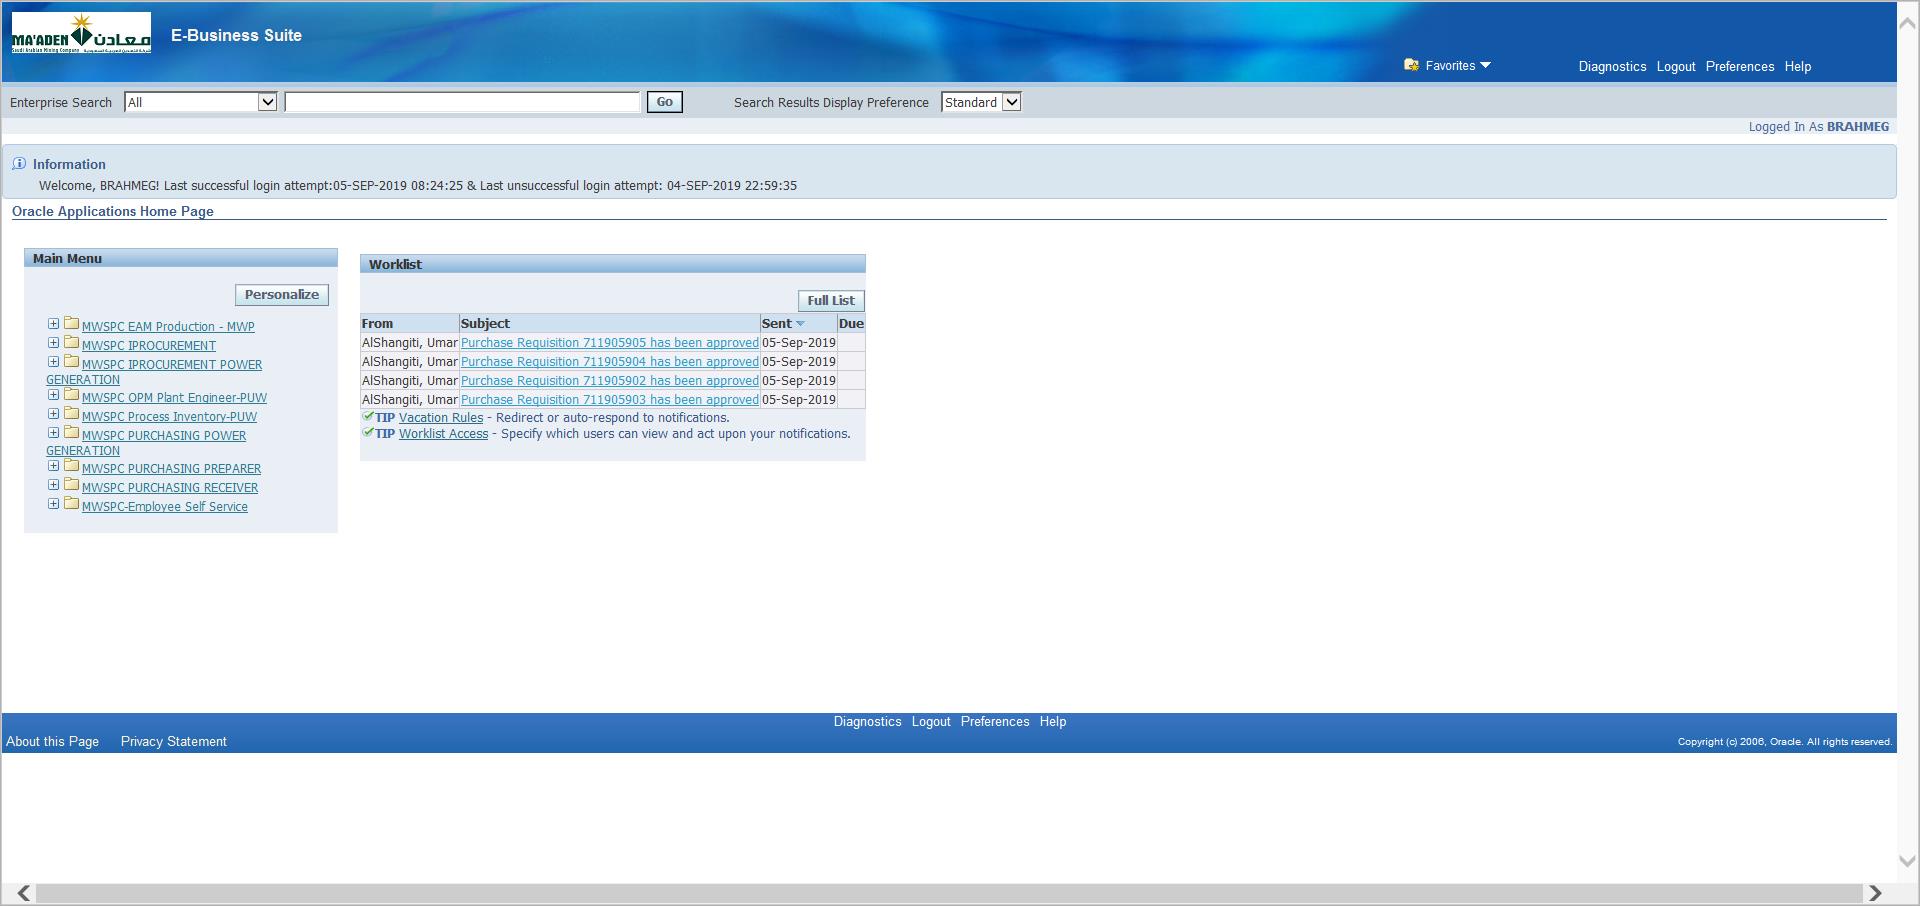 MA'ADEN معادن
Saudi Arabian Mining Company
E-Business Suite
Favorites
Diagnostics Logout Preferences Help
Enterprise Search All Go Search Results Display Preference Standard
Logged In As BRAHMEG
Information
Welcome, BRAHMEG! Last successful login attempt:05-SEP-2019 08:24:25 & Last unsuccessful login attempt: 04-SEP-2019 22:59:35
Oracle Applications Home Page
Main Menu
Personalize
MWSPC EAM Production - MWP
MWSPC IPROCUREMENT
MWSPC IPROCUREMENT POWER
GENERATION
MWSPC OPM Plant Engineer-PUW
MWSPC Process Inventory-PUW
MWSPC PURCHASING POWER
GENERATION
MWSPC PURCHASING PREPARER
MWSPC PURCHASING RECEIVER
MWSPC-Employee Self Service
Worklist
Full List
From Subject Sent Due
AlShangiti, Umar Purchase Requisition 711905905 has been approved 05-Sep-2019
AlShangiti, Umar Purchase Requisition 711905904 has been approved 05-Sep-2019
AlShangiti, Umar Purchase Requisition 711905902 has been approved 05-Sep-2019
AlShangiti, Umar Purchase Requisition 711905903 has been approved 05-Sep-2019
TIP Vacation Rules - Redirect or auto-respond to notifications.
TIP Worklist Access - Specify which users can view and act upon your notifications.
Diagnostics Logout Preferences Help
About this Page Privacy Statement
Copyright (c) 2006, Oracle. All rights reserved.